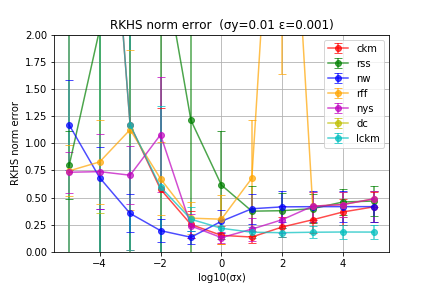 RKHS norm error (σy=0.01 ε=0.001)
RKHS norm error
2.00
1.75
1.50
1.25
1.00
0.75
0.50
0.25
0.00
−4
−2
0
2
4
log10(σx)
ckm
rss
nw
rff
nys
dc
lckm